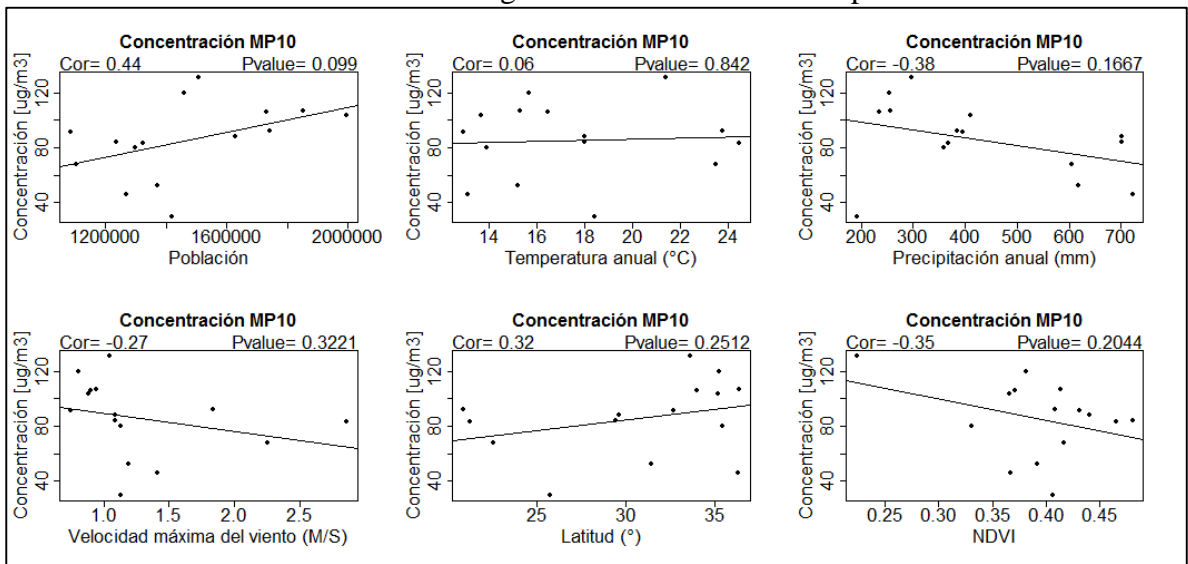 Concentración MP10
Cor= 0.44 Pvalue= 0.099
Concentración [ug/m3]
40 80 120
1200000 1600000 2000000
Población
Concentración MP10
Cor= 0.06 Pvalue= 0.842
Concentración [ug/m3]
40 80 120
14 16 18 20 22 24
Temperatura anual (°C)
Concentración MP10
Cor= -0.38 Pvalue= 0.1667
Concentración [ug/m3]
40 80 120
200 300 400 500 600 700
Precipitación anual (mm)
Concentración MP10
Cor= -0.27 Pvalue= 0.3221
Concentración [ug/m3]
40 80 120
1.0 1.5 2.0 2.5
Velocidad máxima del viento (M/S)
Concentración MP10
Cor= 0.32 Pvalue= 0.2512
Concentración [ug/m3]
40 80 120
25 30 35
Latitud (°)
Concentración MP10
Cor= -0.35 Pvalue= 0.2044
Concentración [ug/m3]
40 80 120
0.25 0.30 0.35 0.40 0.45
NDVI